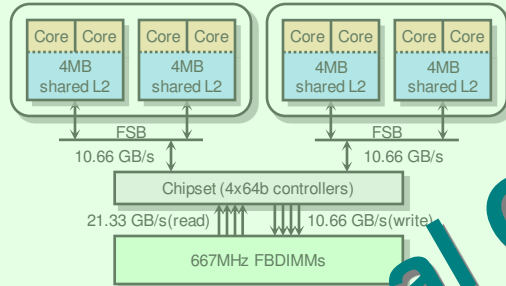 Core Core Core Core Core Core Core Core
4MB 4MB 4MB 4MB
shared L2 shared L2 shared L2 shared L2
FSB FSB
10.66 GB/s 10.66 GB/s
Chipset (4x64b controllers)
21.33 GB/s(read) 10.66 GB/s(write)
667MHz FBDIMMs